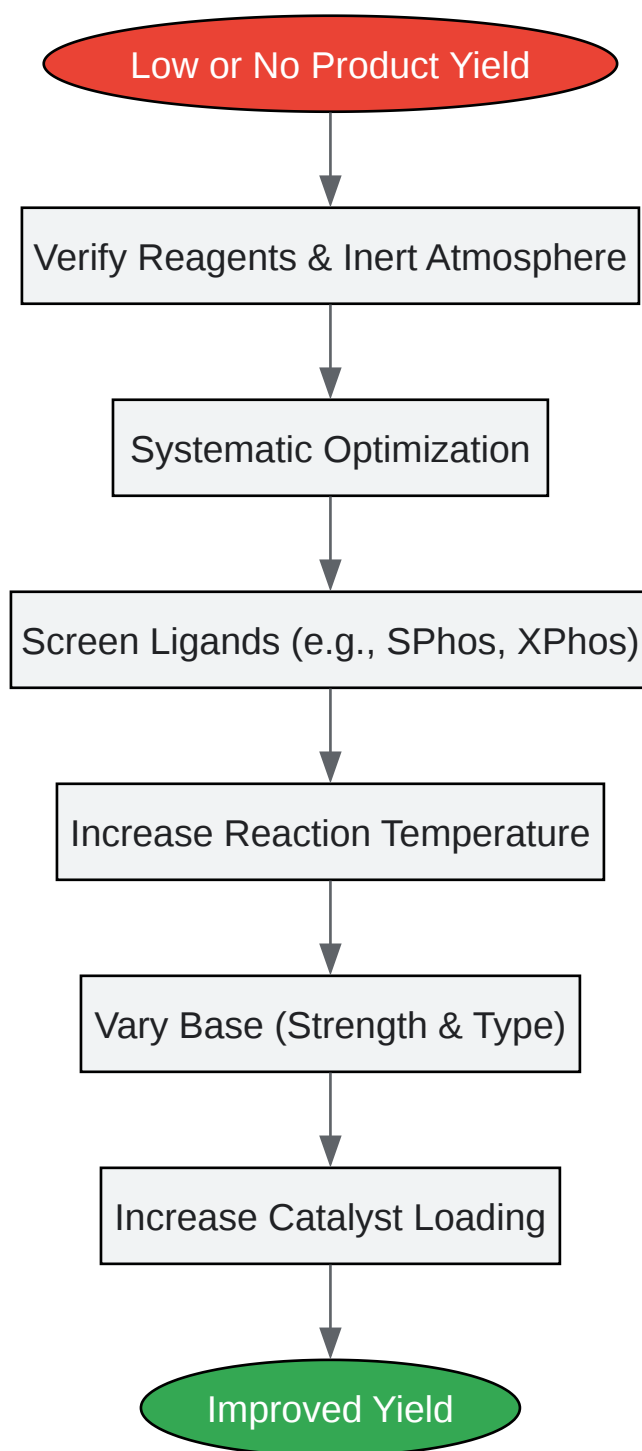 Low or No Product Yield
Verify Reagents & Inert Atmosphere
Systematic Optimization
Screen Ligands (e.g., SPhos, XPhos)
Increase Reaction Temperature
Vary Base (Strength & Type)
Increase Catalyst Loading
Improved Yield